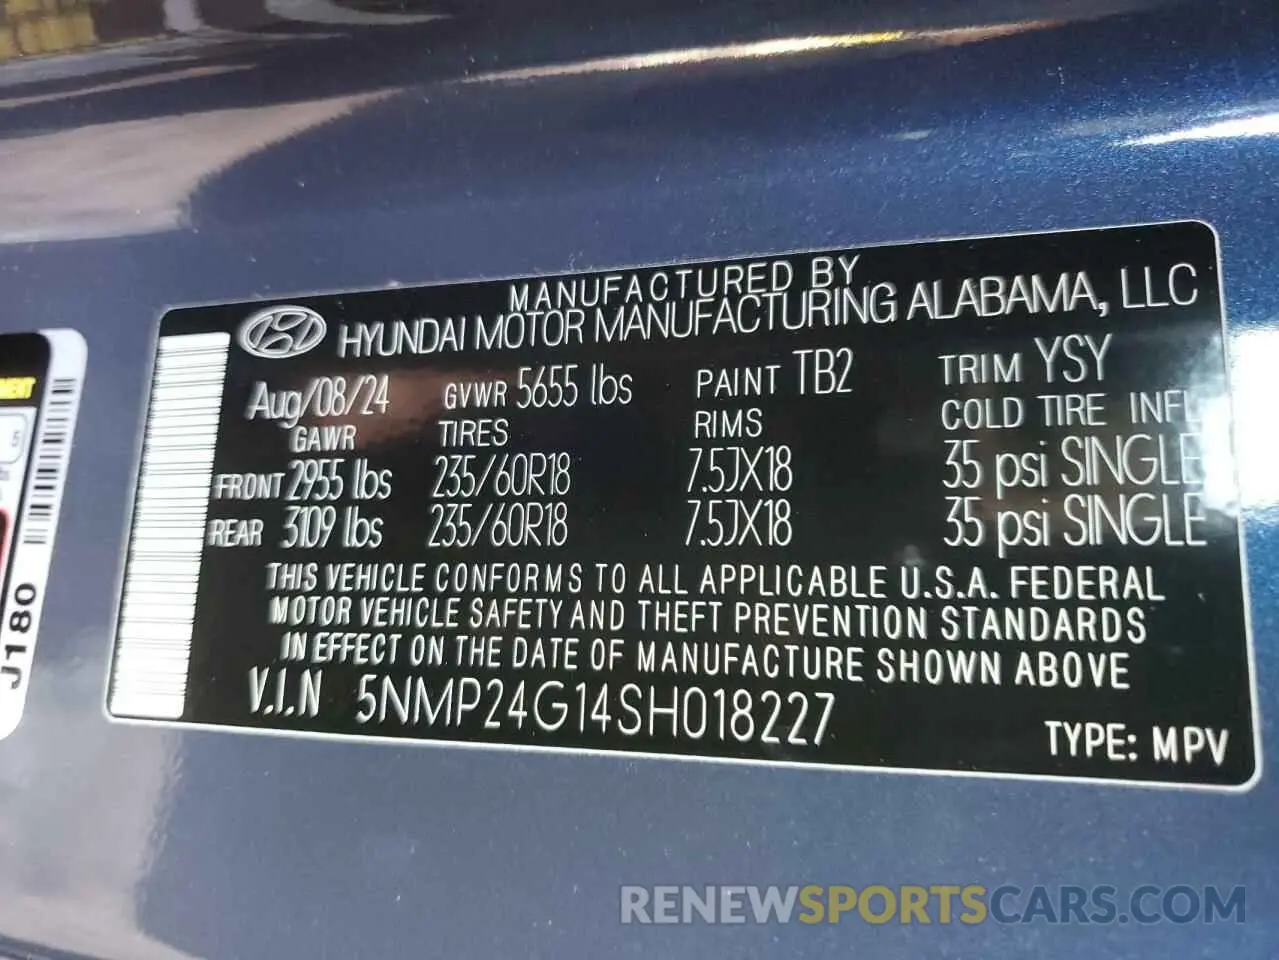 MANUFACTURED BY
HYUNDAI MOTOR MANUFACTURING ALABAMA, LLC
Aug/08/24 GVWR 5655 lbs PAINT TB2 TRIM YSY
GAWR TIRES RIMS COLD TIRE INFL
FRONT 2955 lbs 235/60R18 7.5JX18 35 psi SINGLE
REAR 3109 lbs 235/60R18 7.5JX18 35 psi SINGLE
THIS VEHICLE CONFORMS TO ALL APPLICABLE U.S.A. FEDERAL
MOTOR VEHICLE SAFETY AND THEFT PREVENTION STANDARDS
IN EFFECT ON THE DATE OF MANUFACTURE SHOWN ABOVE
V.I.N 5NMP24G14SH018227
TYPE: MPV
J180
RENEWSPORTSCARS.COM